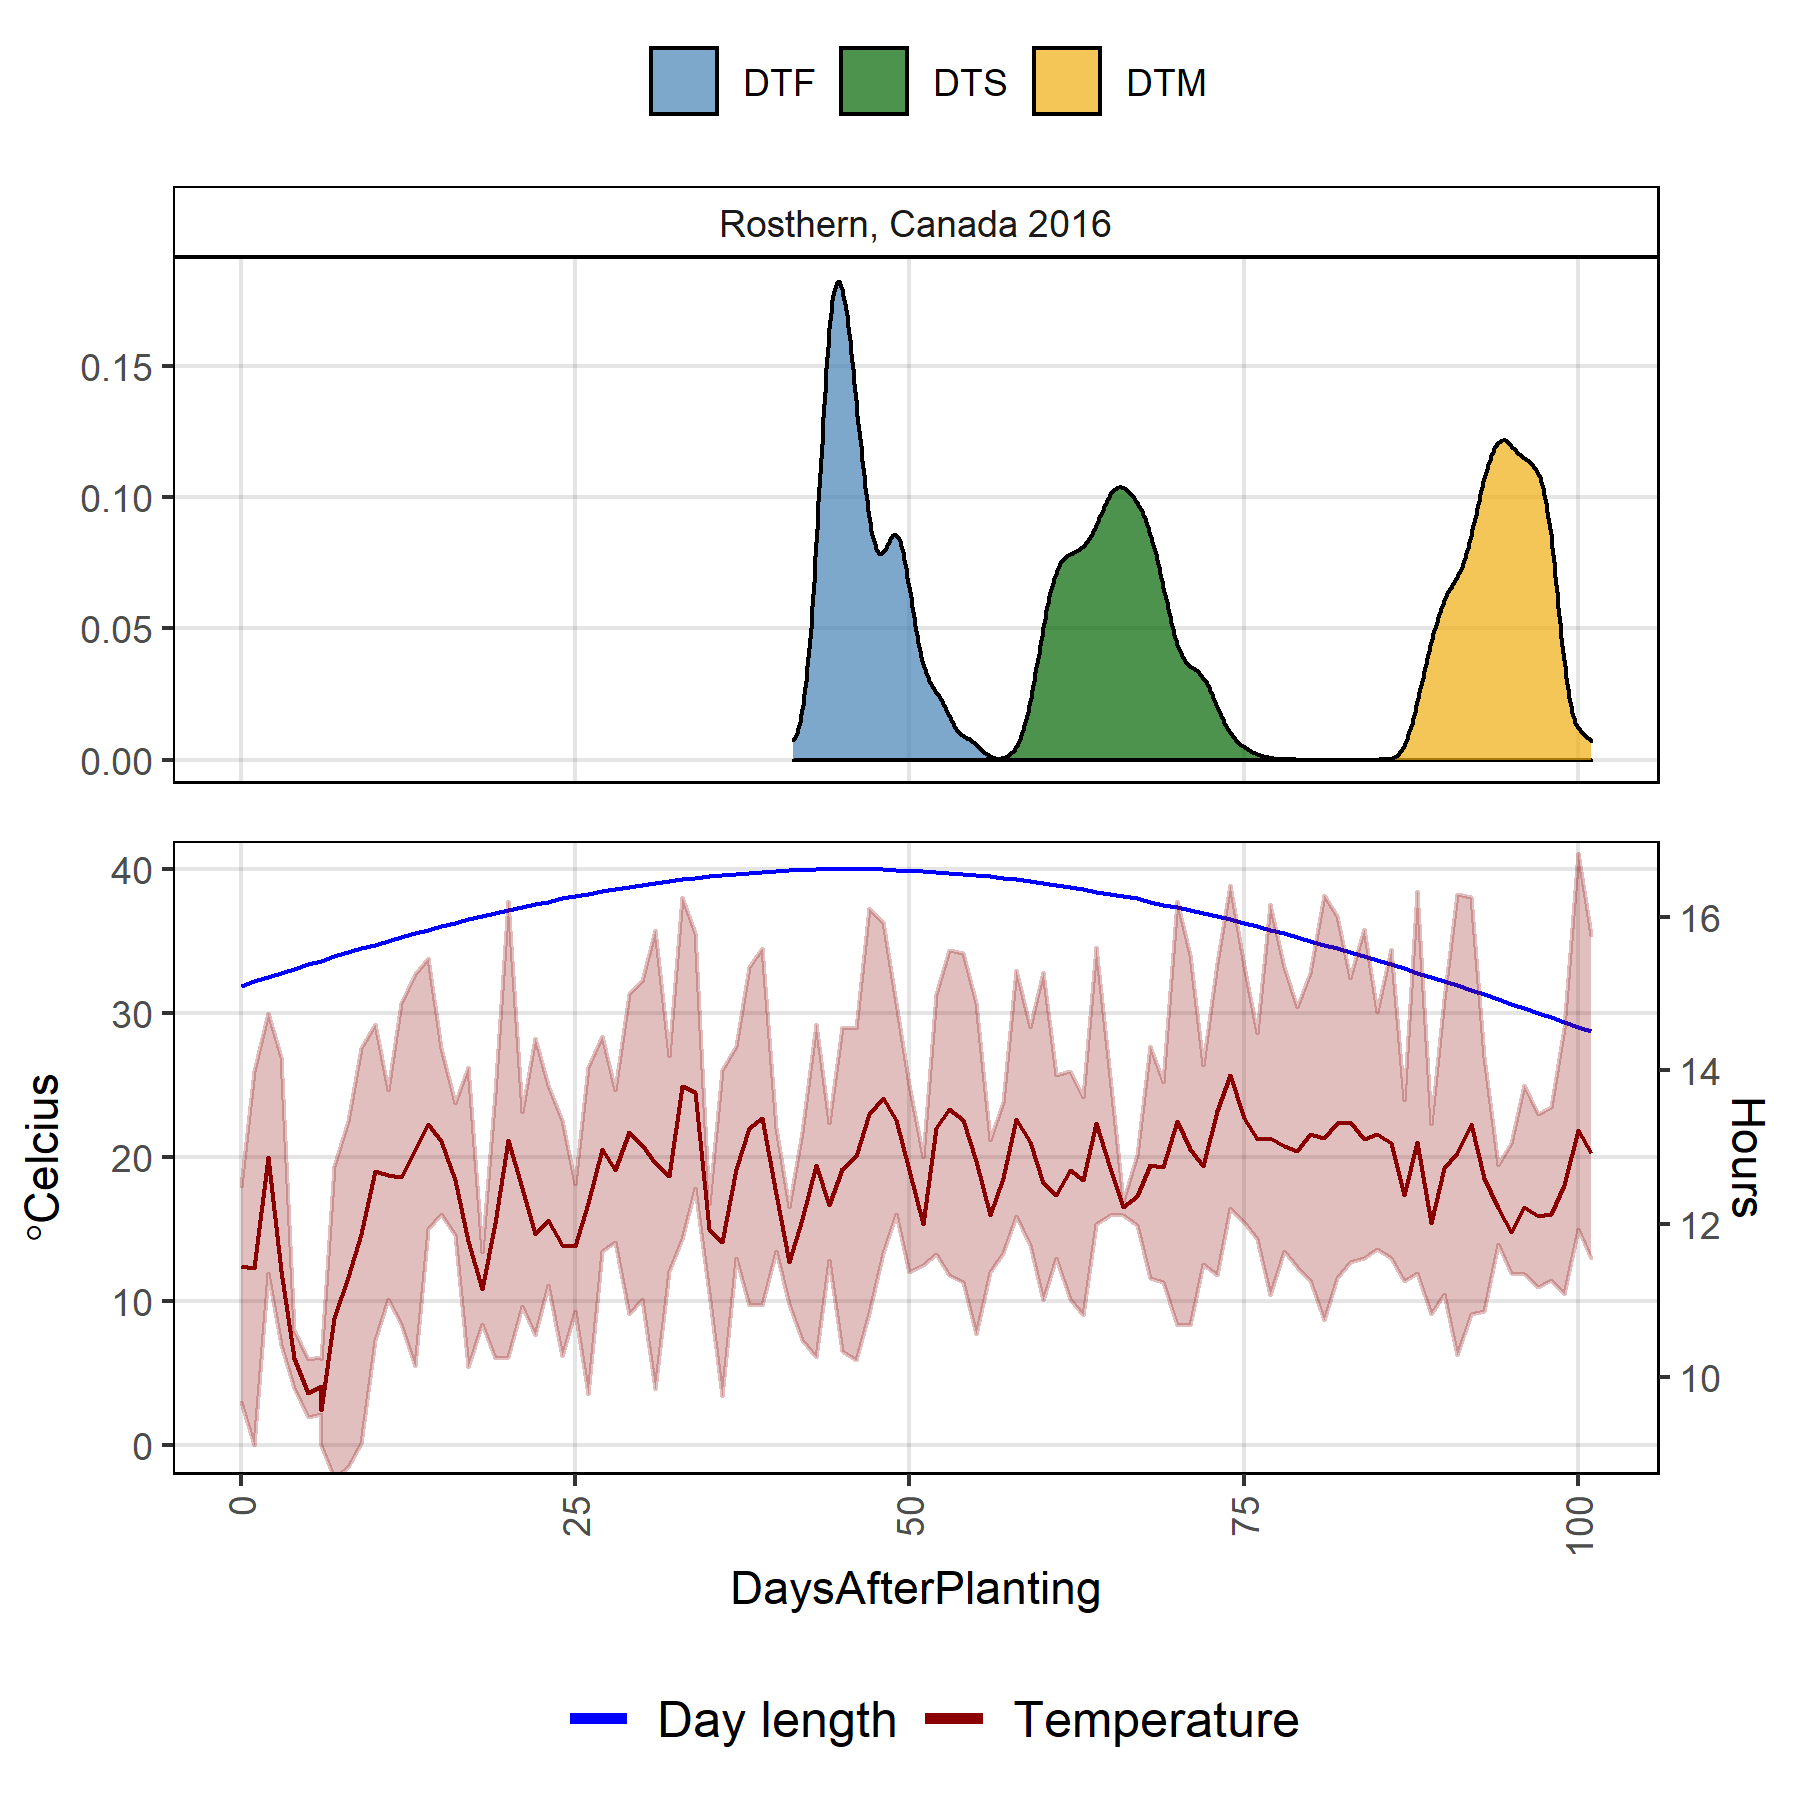 DTF DTS DTM
Rosthern, Canada 2016
0.15
0.10
0.05
0.00
40
30
20
10
0
°Celcius
16
14
12
10
Hours
0 25 50 75 100
DaysAfterPlanting
Day length Temperature